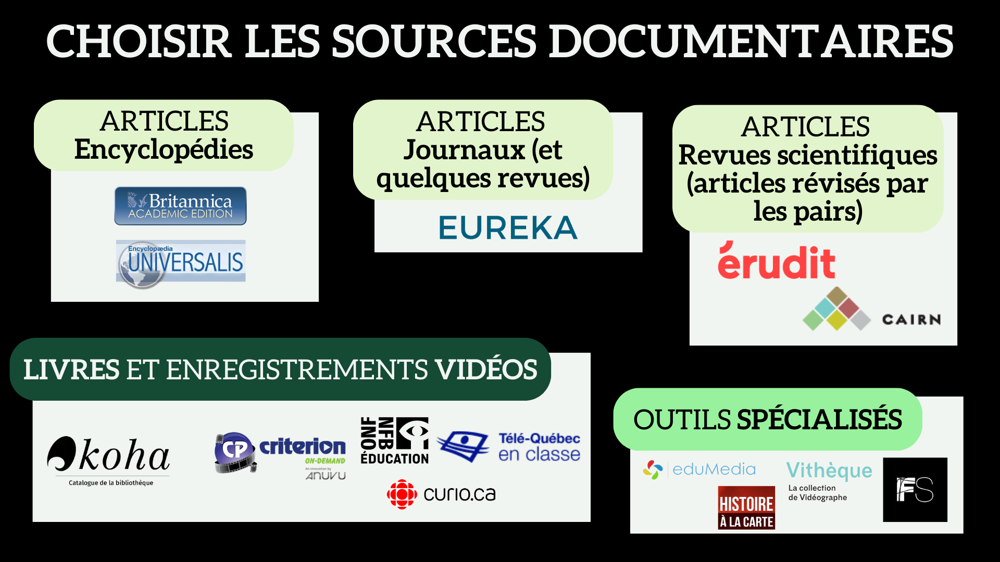 CHOISIR LES SOURCES DOCUMENTAIRES
ARTICLES
Encyclopédies
Britannica
ACADEMIC EDITION
Encyclopædia
UNIVERSALIS
ARTICLES
Journaux (et
quelques revues)
EUREKA
ARTICLES
Revues scientifiques
(articles révisés par
les pairs)
érudit
CAIRN
LIVRES ET ENREGISTREMENTS VIDÉOS
koha
Catalogue de la bibliothèque
CP criterion
ON-DEMAND
An innovation by
ANUVU
ONF
NFB
ÉDUCATION
Télé-Québec
en classe
curio.ca
OUTILS SPÉCIALISÉS
eduMedia
HISTOIRE
À LA CARTE
Vithèque
La collection
de Vidéographe
FS